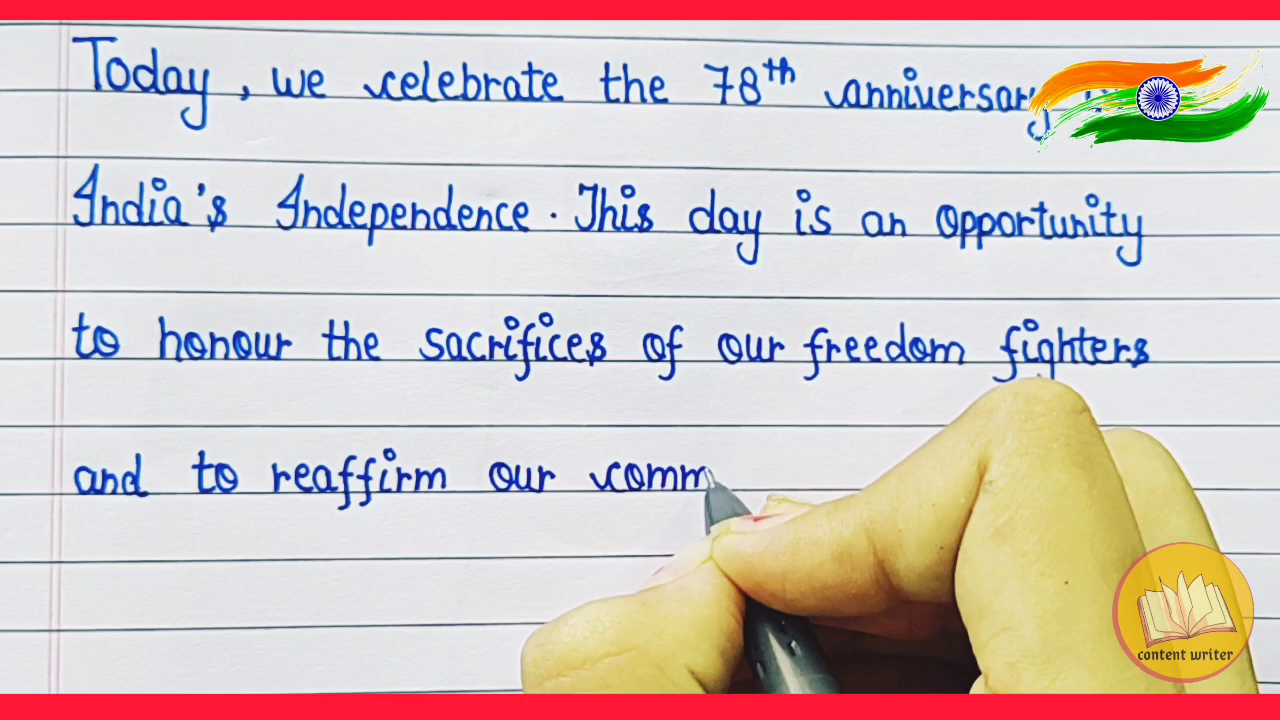 Today, we celebrate the 78th anniversary
India's Independence. This day is an opportunity
to honour the sacrifices of our freedom fighters
and to reaffirm our comm
content writer